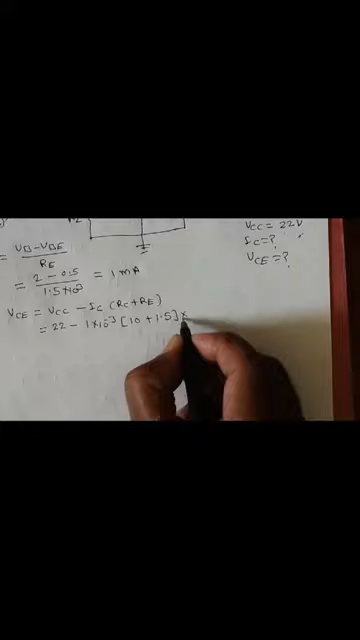 VCC = 22V
IC = ?
VCE = ?
= VB - VBE / RE
= 2 - 0.5 / 1.5×10³ = 1 mA
VCE = VCC - IC (RC + RE)
= 22 - 1×10⁻³ [10 + 1.5] ×